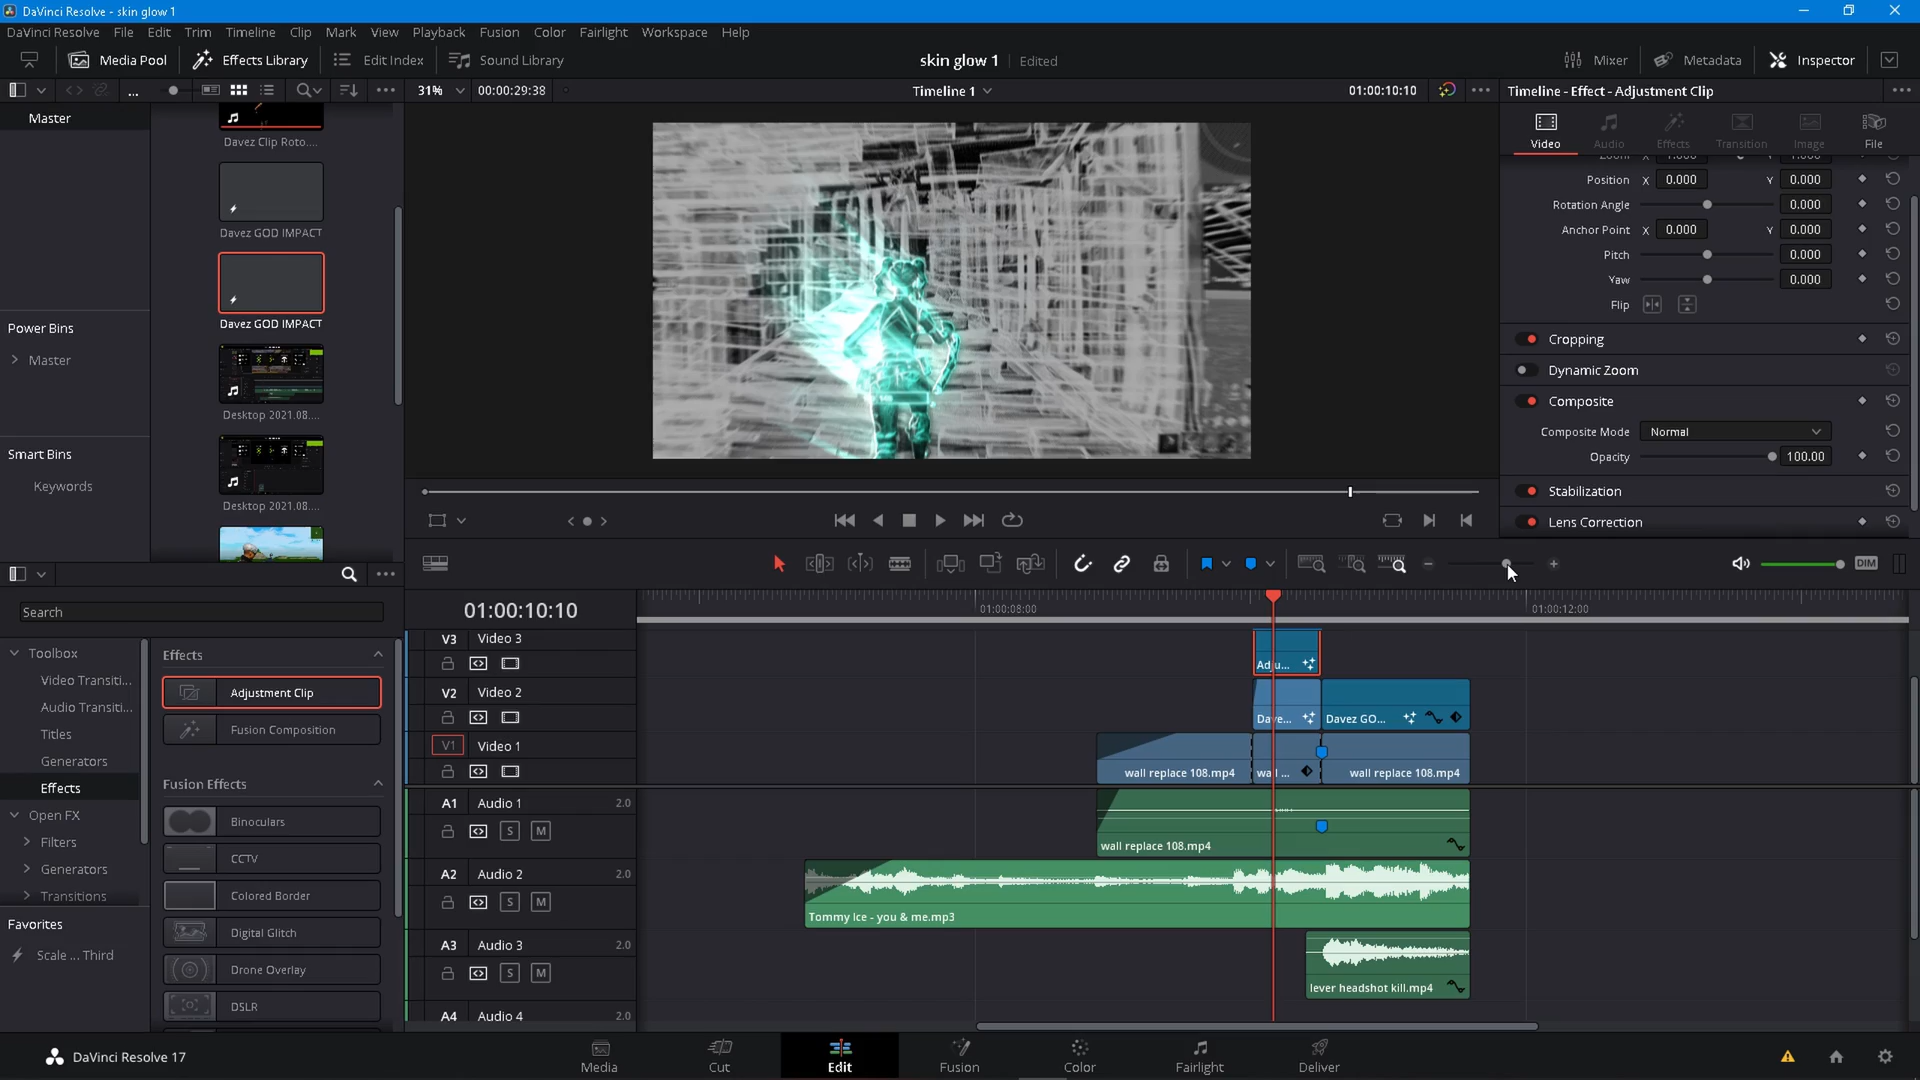 DaVinci Resolve - skin glow 1
DaVinci Resolve File Edit Trim Timeline Clip Mark View Playback Fusion Color Fairlight Workspace Help
Media Pool Effects Library Edit Index Sound Library skin glow 1 Edited Mixer Metadata Inspector
... 31% 00:00:29:38 Timeline 1 01:00:10:10 Timeline - Effect - Adjustment Clip
Master
Davez Clip Roto....
Davez GOD IMPACT
Davez GOD IMPACT
Power Bins
Master
Desktop 2021.08....
Smart Bins
Keywords
Desktop 2021.08....
Video Audio Effects Transition Image File
Zoom X 1.000 Y 1.000
Position X 0.000 Y 0.000
Rotation Angle 0.000
Anchor Point X 0.000 Y 0.000
Pitch 0.000
Yaw 0.000
Flip
Cropping
Dynamic Zoom
Composite
Composite Mode Normal
Opacity 100.00
Stabilization
Lens Correction
DIM
Search
Toolbox
Video Transiti...
Audio Transiti...
Titles
Generators
Effects
Open FX
Filters
Generators
Transitions
Favorites
Scale ... Third
Effects
Adjustment Clip
Fusion Composition
Fusion Effects
Binoculars
CCTV
Colored Border
Digital Glitch
Drone Overlay
DSLR
01:00:10:10 01:00:08:00 01:00:12:00
V3 Video 3
Adju...
V2 Video 2
Dave... Davez GO...
V1 Video 1
wall replace 108.mp4 wal ... wall replace 108.mp4
A1 Audio 1 2.0
S M
wall replace 108.mp4
A2 Audio 2 2.0
S M
Tommy Ice - you & me.mp3
A3 Audio 3 2.0
S M
lever headshot kill.mp4
A4 Audio 4 2.0
DaVinci Resolve 17
Media Cut Edit Fusion Color Fairlight Deliver